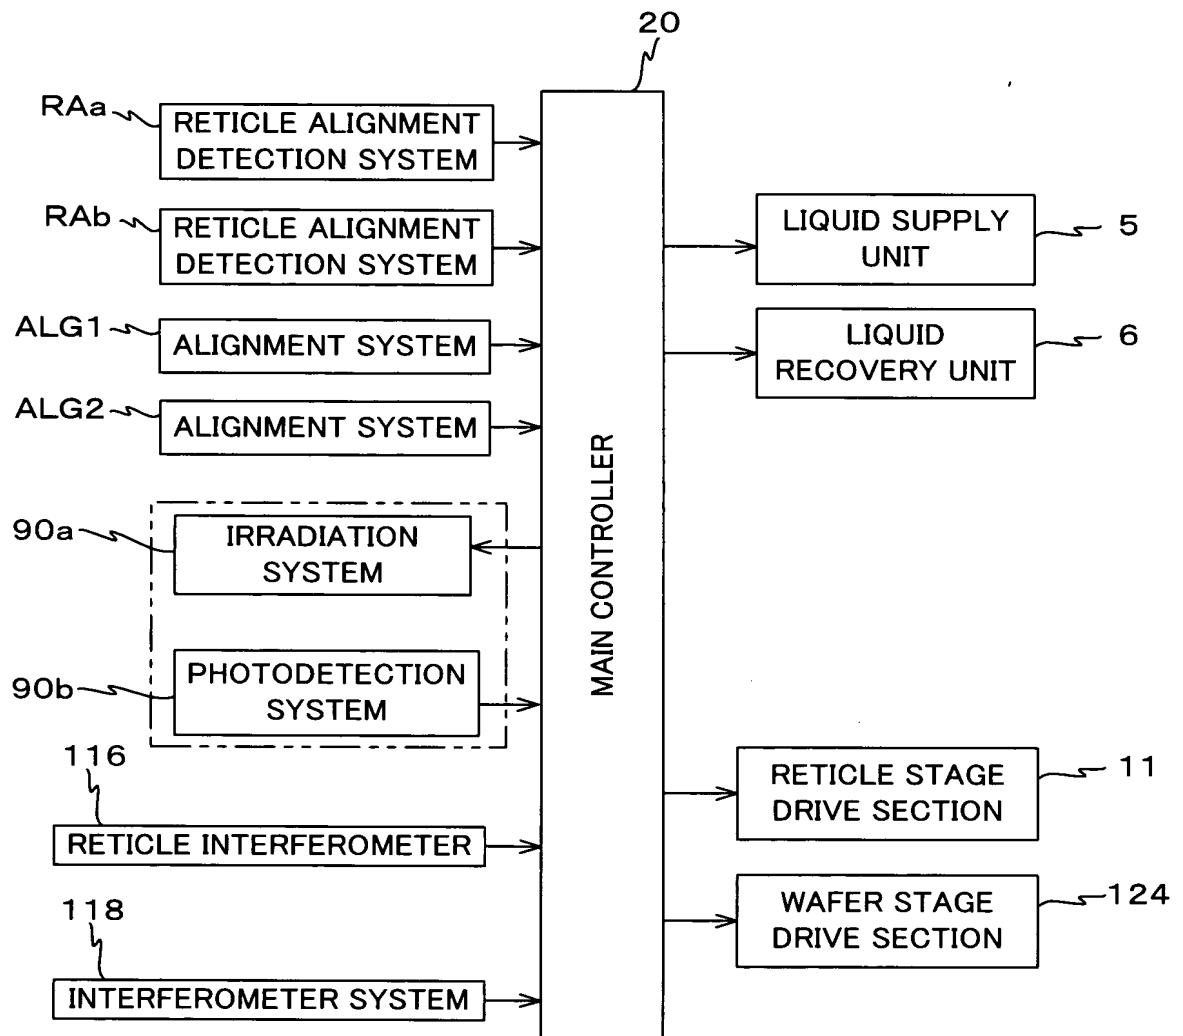 20
RAa
RETICLE ALIGNMENT
DETECTION SYSTEM
RAb
RETICLE ALIGNMENT
DETECTION SYSTEM
ALG1
ALIGNMENT SYSTEM
ALG2
ALIGNMENT SYSTEM
90a
IRRADIATION
SYSTEM
90b
PHOTODETECTION
SYSTEM
116
RETICLE INTERFEROMETER
118
INTERFEROMETER SYSTEM
MAIN CONTROLLER
LIQUID SUPPLY
UNIT
5
LIQUID
RECOVERY UNIT
6
RETICLE STAGE
DRIVE SECTION
11
WAFER STAGE
DRIVE SECTION
124